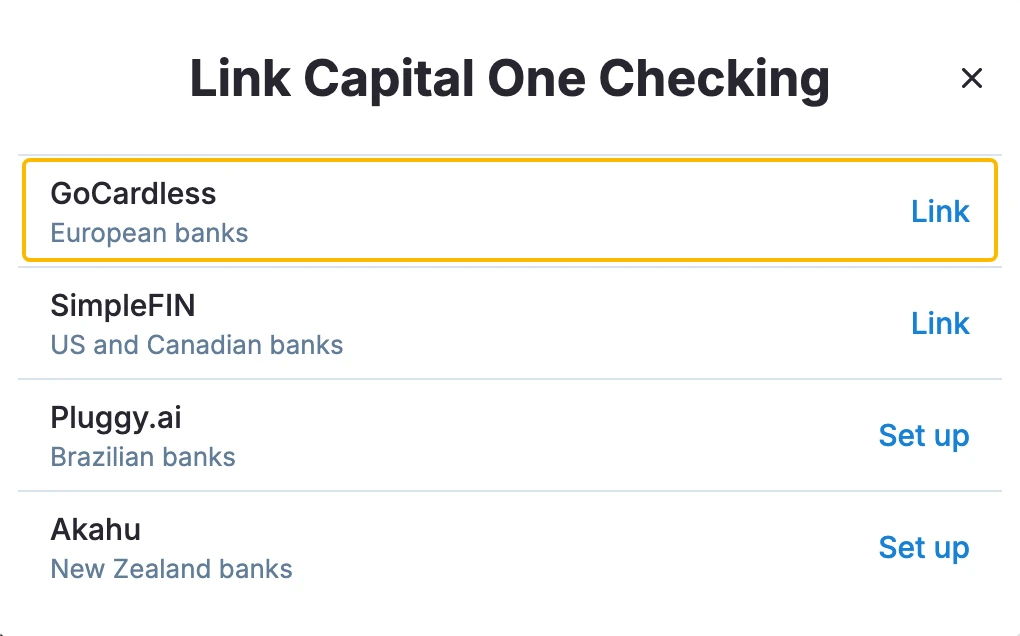 Link Capital One Checking
GoCardless
European banks
Link
SimpleFIN
US and Canadian banks
Link
Pluggy.ai
Brazilian banks
Set up
Akahu
New Zealand banks
Set up